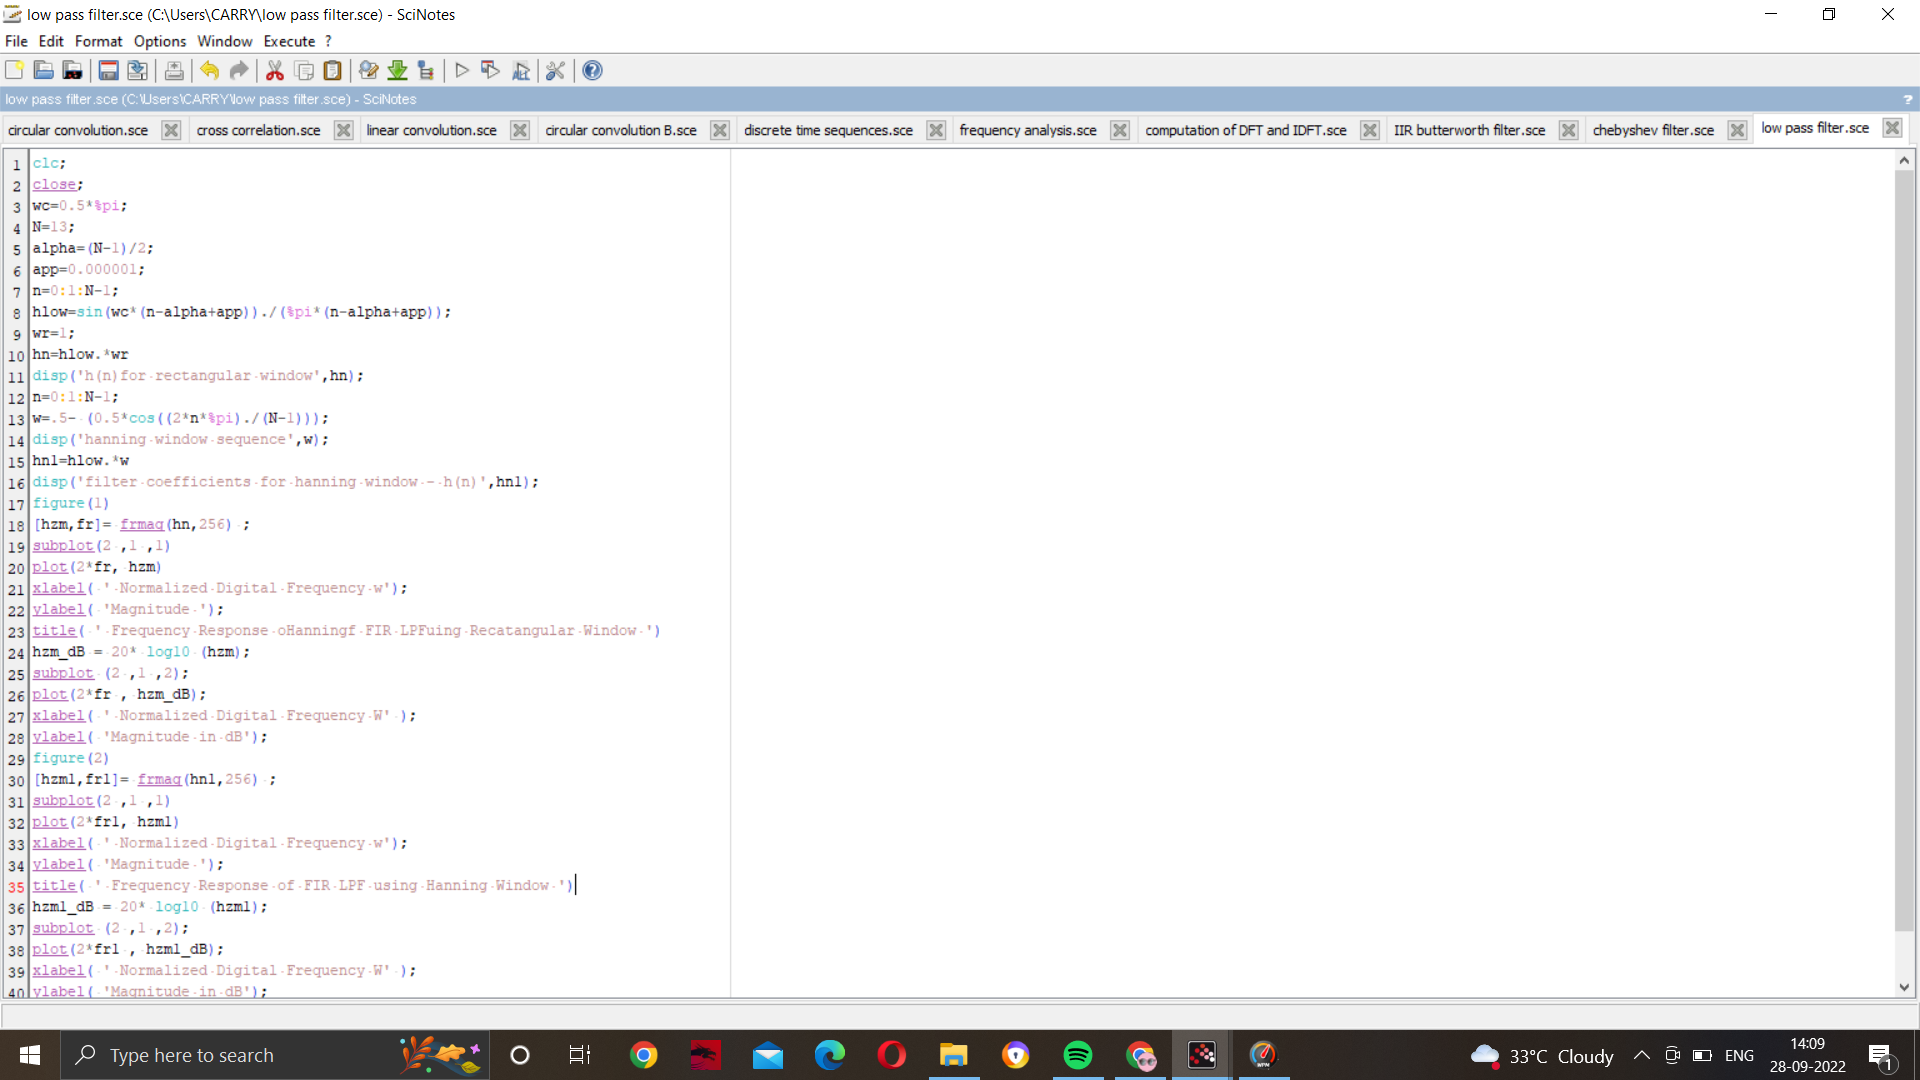 low pass filter.sce (C:\Users\CARRY\low pass filter.sce) - SciNotes
File Edit Format Options Window Execute ?
low pass filter.sce (C:\Users\CARRY\low pass filter.sce) - SciNotes
?
circular convolution.sce cross correlation.sce linear convolution.sce circular convolution B.sce discrete time sequences.sce frequency analysis.sce computation of DFT and IDFT.sce IIR butterworth filter.sce chebyshev filter.sce low pass filter.sce
1 clc;
2 close;
3 wc=0.5*%pi;
4 N=13;
5 alpha=(N-1)/2;
6 app=0.000001;
7 n=0:1:N-1;
8 hlow=sin(wc*(n-alpha+app))./(%pi*(n-alpha+app));
9 wr=1;
10 hn=hlow.*wr
11 disp('h(n)for rectangular window',hn);
12 n=0:1:N-1;
13 w=.5- (0.5*cos((2*n*%pi)./(N-1)));
14 disp('hanning window sequence',w);
15 hn1=hlow.*w
16 disp('filter coefficients for hanning window - h(n)',hn1);
17 figure(1)
18 [hzm,fr]= frmag(hn,256) ;
19 subplot(2 ,1 ,1)
20 plot(2*fr, hzm)
21 xlabel( ' Normalized Digital Frequency w');
22 ylabel( 'Magnitude ');
23 title( ' Frequency Response oHanningf FIR LPFuing Recatangular Window ')
24 hzm_dB = 20* log10 (hzm);
25 subplot (2 ,1 ,2);
26 plot(2*fr , hzm_dB);
27 xlabel( ' Normalized Digital Frequency W' );
28 ylabel( 'Magnitude in dB');
29 figure(2)
30 [hzm1,fr1]= frmag(hn1,256) ;
31 subplot(2 ,1 ,1)
32 plot(2*fr1, hzm1)
33 xlabel( ' Normalized Digital Frequency w');
34 ylabel( 'Magnitude ');
35 title( ' Frequency Response of FIR LPF using Hanning Window ')
36 hzm1_dB = 20* log10 (hzm1);
37 subplot (2 ,1 ,2);
38 plot(2*fr1 , hzm1_dB);
39 xlabel( ' Normalized Digital Frequency W' );
40 ylabel( 'Magnitude in dB');
Type here to search
33°C Cloudy
ENG
14:09
28-09-2022
1